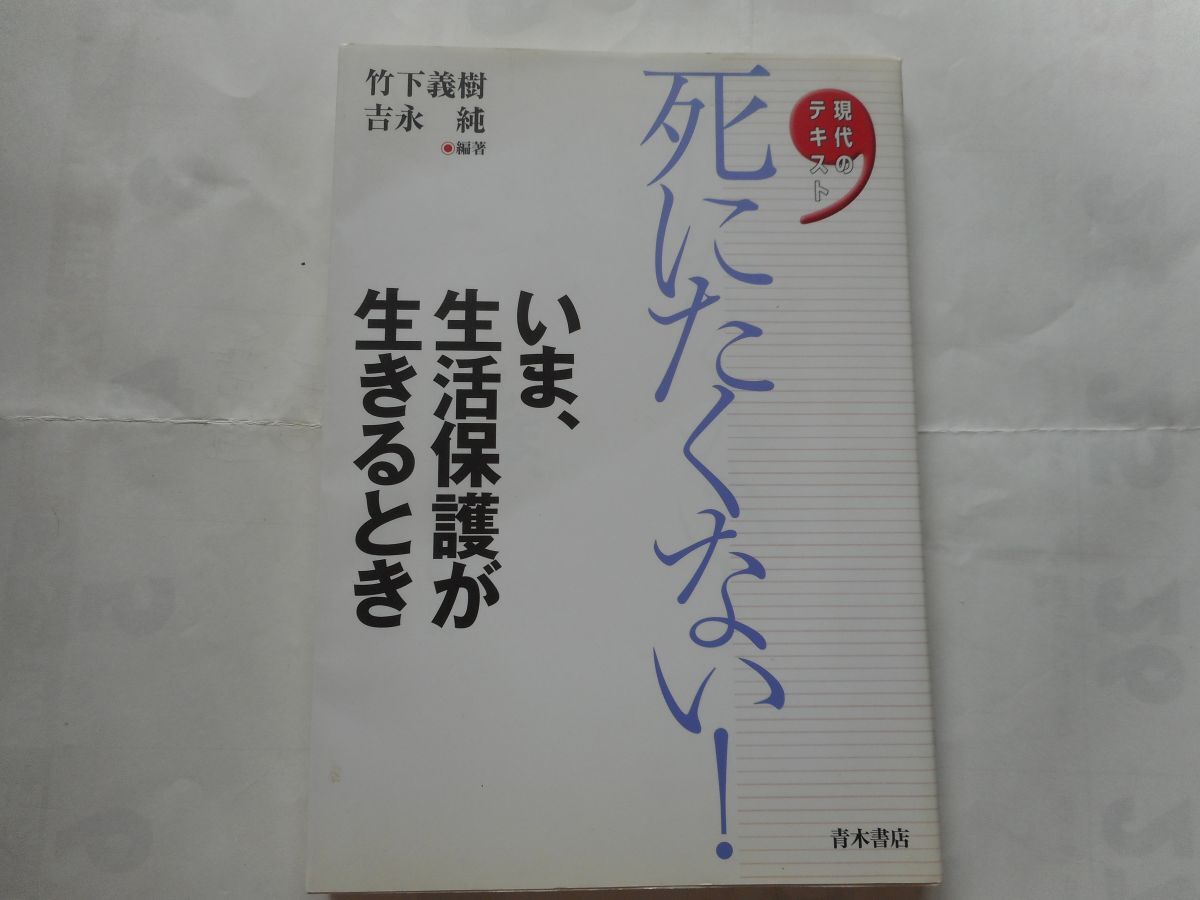 現代の
テキスト
死にたくない！
いま、
生活保護が
生きるとき
竹下義樹
吉永　純
◉編著
青木書店